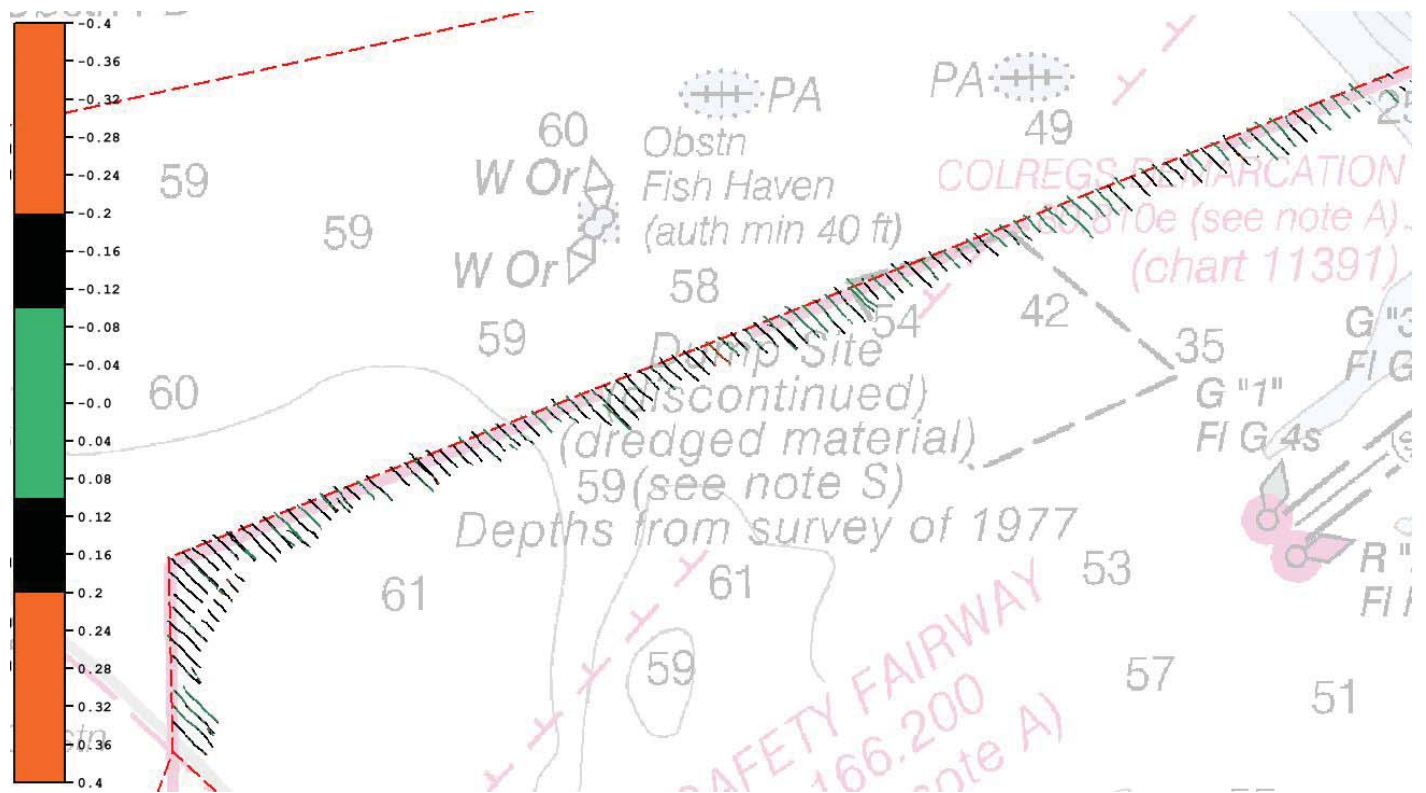 -0.4
-0.36
-0.32
-0.28
-0.24
-0.2
-0.16
-0.12
-0.08
-0.04
-0.0
0.04
0.08
0.12
0.16
0.2
0.24
0.28
0.32
0.36
0.4
PA
PA
60
Obstn
49
25
59
W Or
Fish Haven
COLREGS DEMARCATION
59
(auth min 40 ft)
(see note A)
W Or
58
(chart 11391)
54
42
59
Dump Site
35
G "3
Fl G
60
(discontinued)
G "1"
(dredged material)
Fl G 4s
59 (see note S)
Depths from survey of 1977
61
61
53
R "
Fl
SAFETY FAIRWAY
59
57
166.200
51
note A)